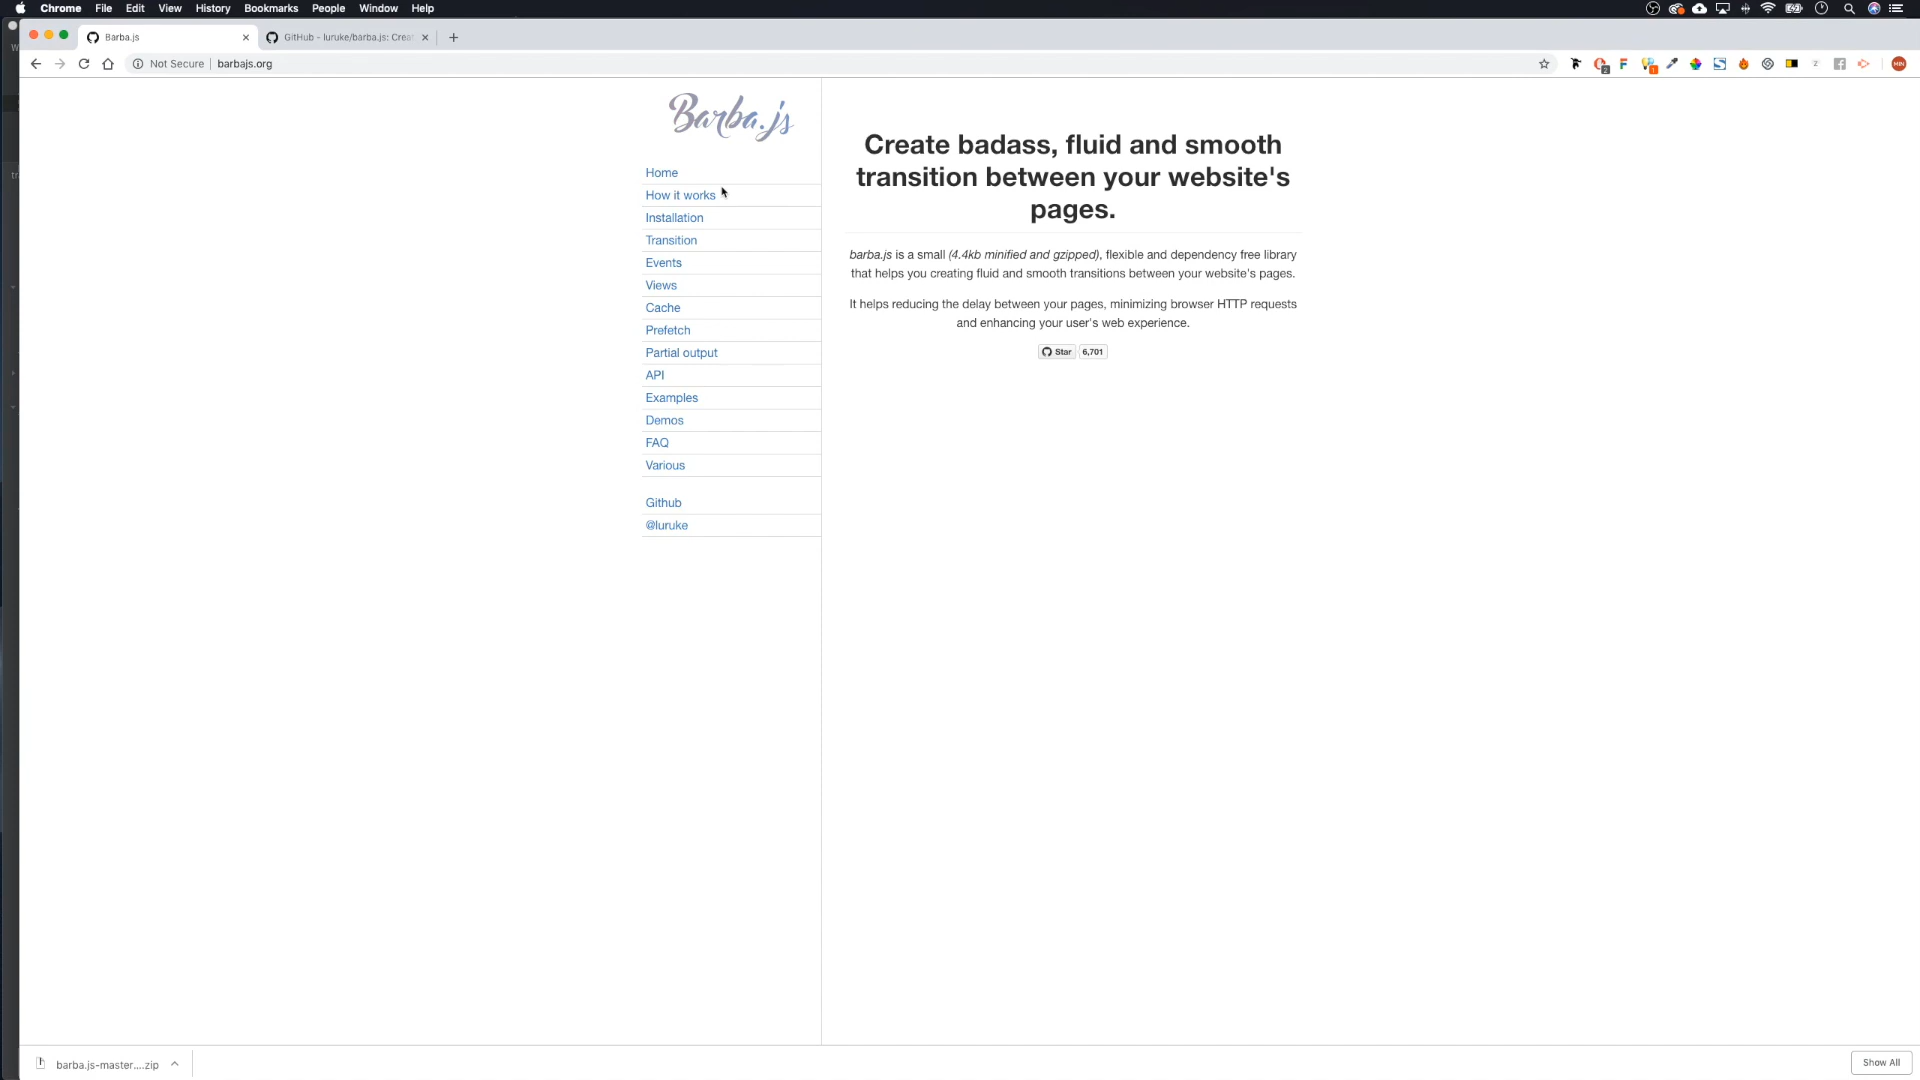 Chrome File Edit View History Bookmarks People Window Help
Barba.js
GitHub - luruke/barba.js: Crea
Not Secure | barbajs.org
Barba.js
Home
How it works
Installation
Transition
Events
Views
Cache
Prefetch
Partial output
API
Examples
Demos
FAQ
Various
Github
@luruke
Create badass, fluid and smooth
transition between your website's
pages.
barba.js is a small (4.4kb minified and gzipped), flexible and dependency free library
that helps you creating fluid and smooth transitions between your website's pages.
It helps reducing the delay between your pages, minimizing browser HTTP requests
and enhancing your user's web experience.
Star 6,701
barba.js-master....zip
Show All